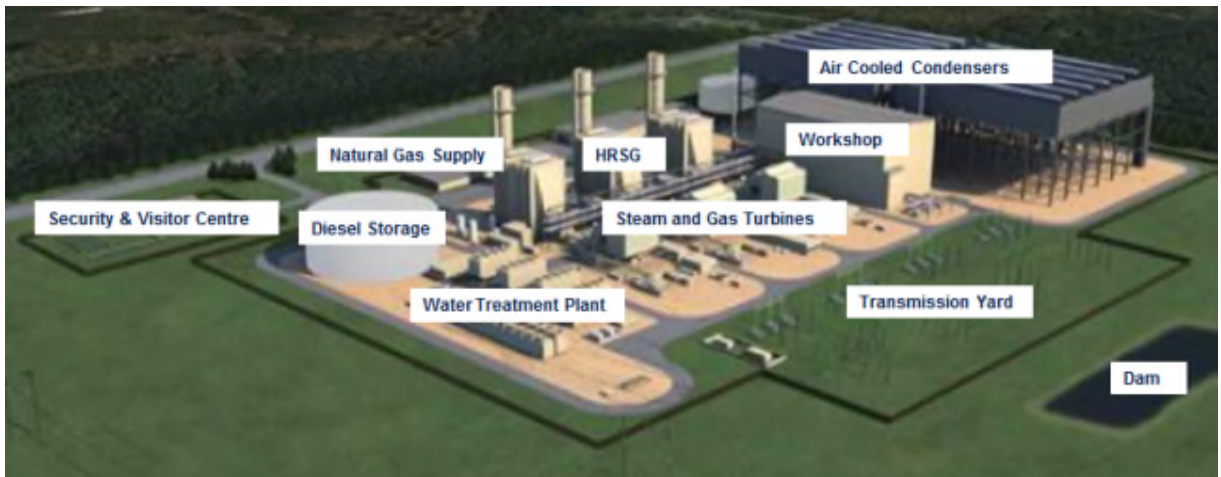 Air Cooled Condensers
Workshop
Natural Gas Supply
HRSG
Security & Visitor Centre
Diesel Storage
Steam and Gas Turbines
Water Treatment Plant
Transmission Yard
Dam